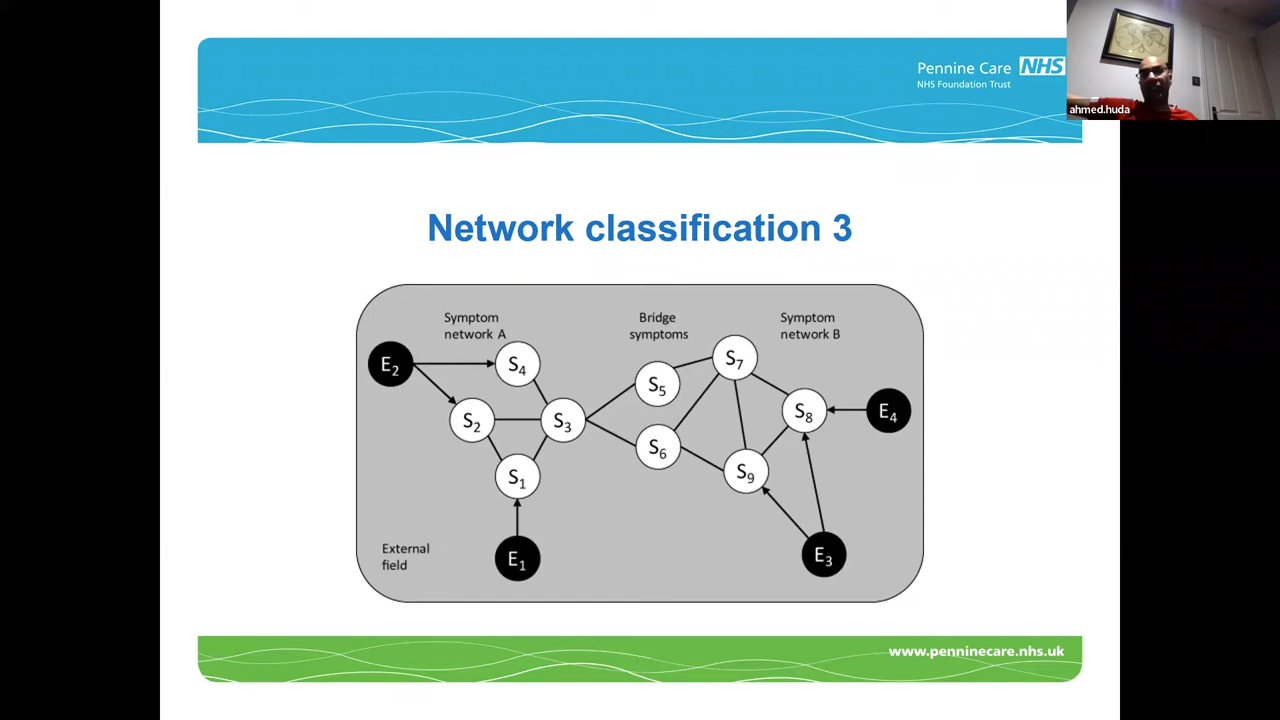 Pennine Care NHS
NHS Foundation Trust
ahmed.huda
Network classification 3
Symptom
network A
Bridge
symptoms
Symptom
network B
E2
S4
S7
S5
S8
E4
S2
S3
S6
S9
S1
External
field
E1
E3
www.penninecare.nhs.uk